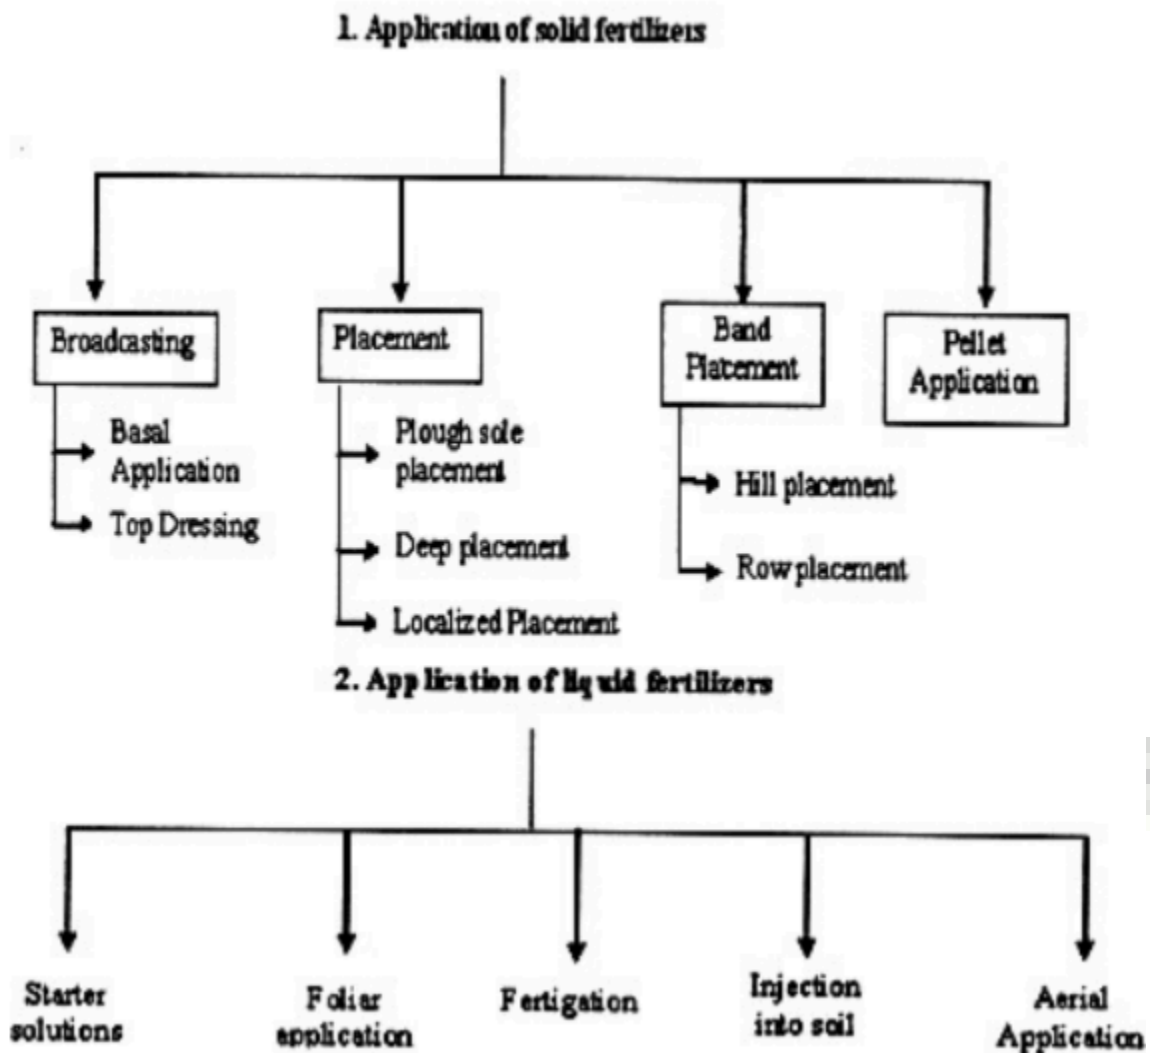 1. Application of solid fertilizers
Broadcasting
Placement
Band
Placement
Pellet
Application
Basal
Application
Top Dressing
Plough sole
placement
Deep placement
Localized Placement
Hill placement
Row placement
2. Application of liquid fertilizers
Starter
solutions
Foliar
application
Fertigation
Injection
into soil
Aerial
Application